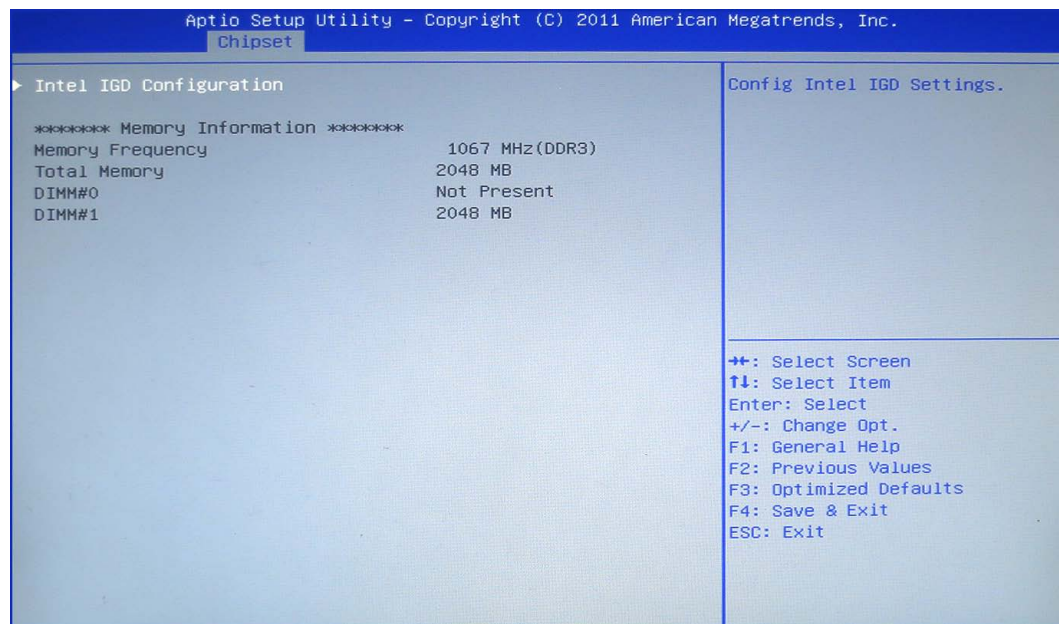 Aptio Setup Utility – Copyright (C) 2011 American Megatrends, Inc.
Chipset
▶ Intel IGD Configuration
Config Intel IGD Settings.
******* Memory Information *******
Memory Frequency 1067 MHz(DDR3)
Total Memory 2048 MB
DIMM#0 Not Present
DIMM#1 2048 MB
→←: Select Screen
↑↓: Select Item
Enter: Select
+/-: Change Opt.
F1: General Help
F2: Previous Values
F3: Optimized Defaults
F4: Save & Exit
ESC: Exit